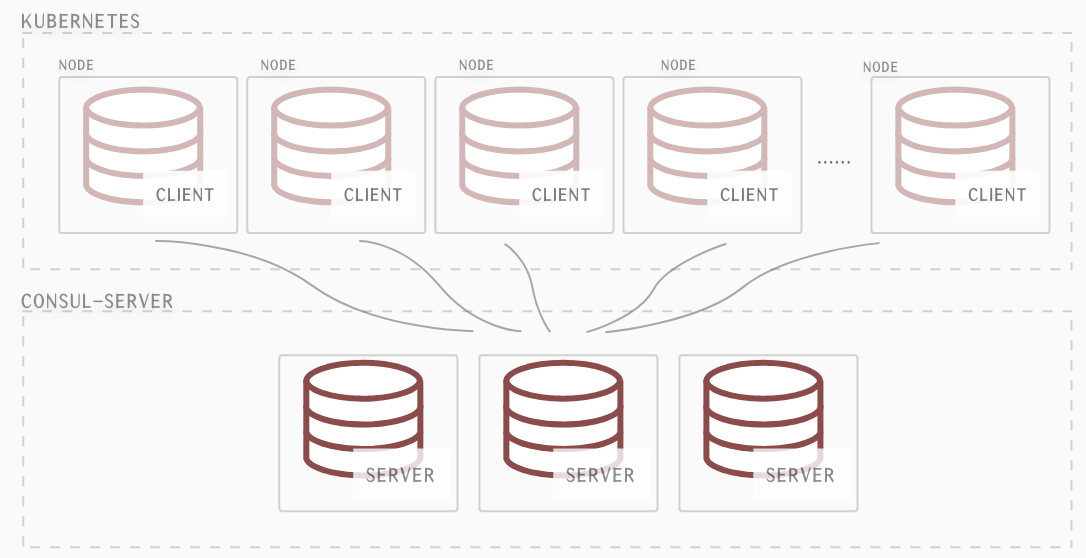 KUBERNETES
NODE
NODE
NODE
NODE
NODE
CLIENT
CLIENT
CLIENT
CLIENT
......
CLIENT
CONSUL-SERVER
SERVER
SERVER
SERVER